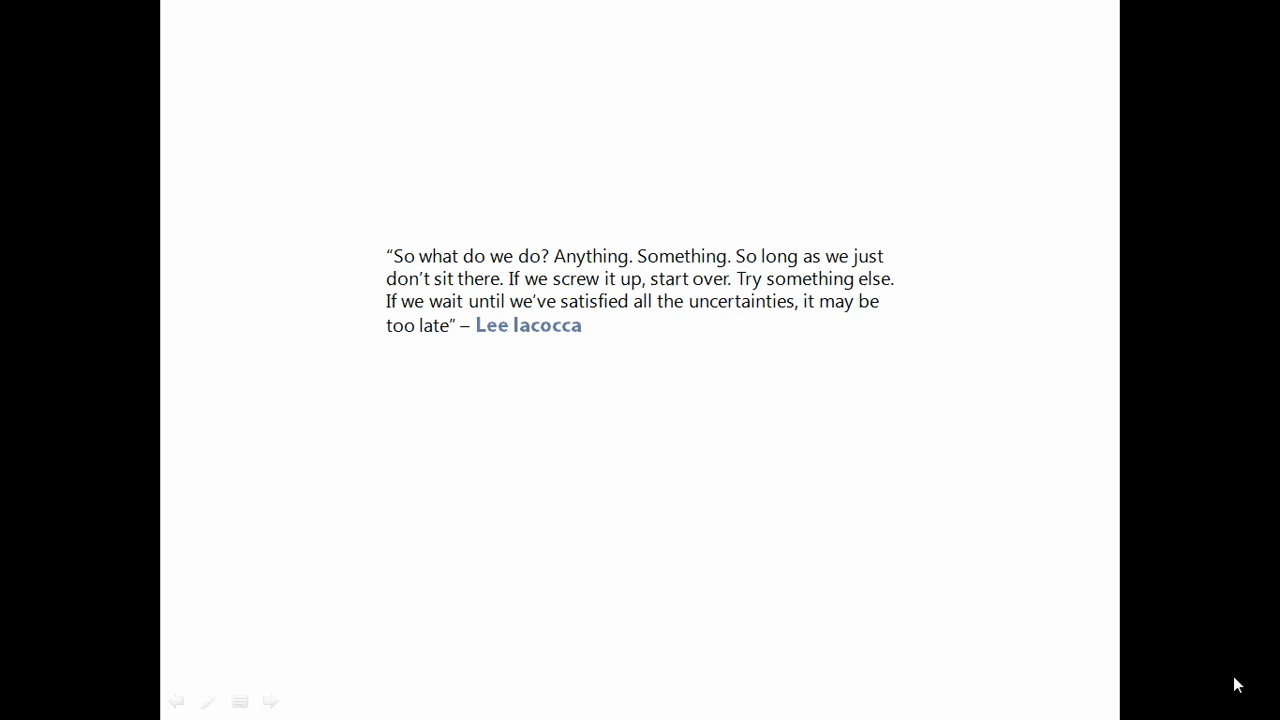 “So what do we do? Anything. Something. So long as we just
don’t sit there. If we screw it up, start over. Try something else.
If we wait until we’ve satisfied all the uncertainties, it may be
too late” – Lee Iacocca